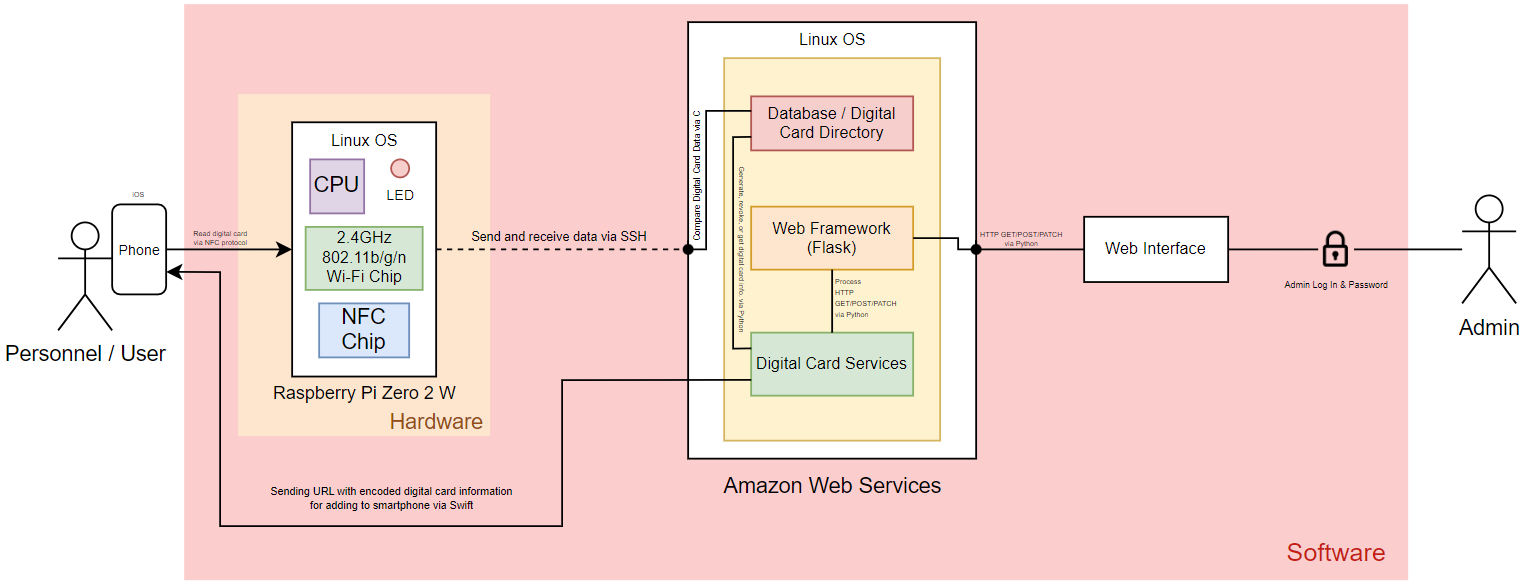 Linux OS
Database / Digital
Card Directory
Compare Digital Card Data via C
Generate, revoke, or get digital card info. via Python
Web Framework
(Flask)
Process
HTTP
GET/POST/PATCH
via Python
Digital Card Services
Amazon Web Services
Linux OS
CPU
LED
2.4GHz
802.11b/g/n
Wi-Fi Chip
NFC
Chip
Raspberry Pi Zero 2 W
Hardware
iOS
Phone
Personnel / User
Read digital card
via NFC protocol
Send and receive data via SSH
HTTP GET/POST/PATCH
via Python
Web Interface
Admin Log In & Password
Admin
Sending URL with encoded digital card information
for adding to smartphone via Swift
Software